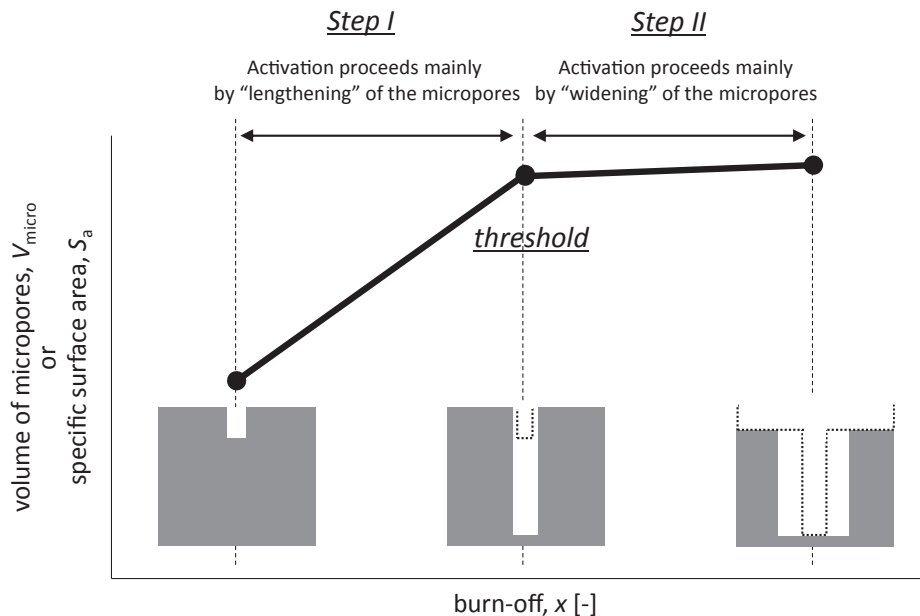 Step I
Step II
Activation proceeds mainly
by “lengthening” of the micropores
Activation proceeds mainly
by “widening” of the micropores
threshold
volume of micropores, Vmicro
or
specific surface area, Sa
burn-off, x [-]